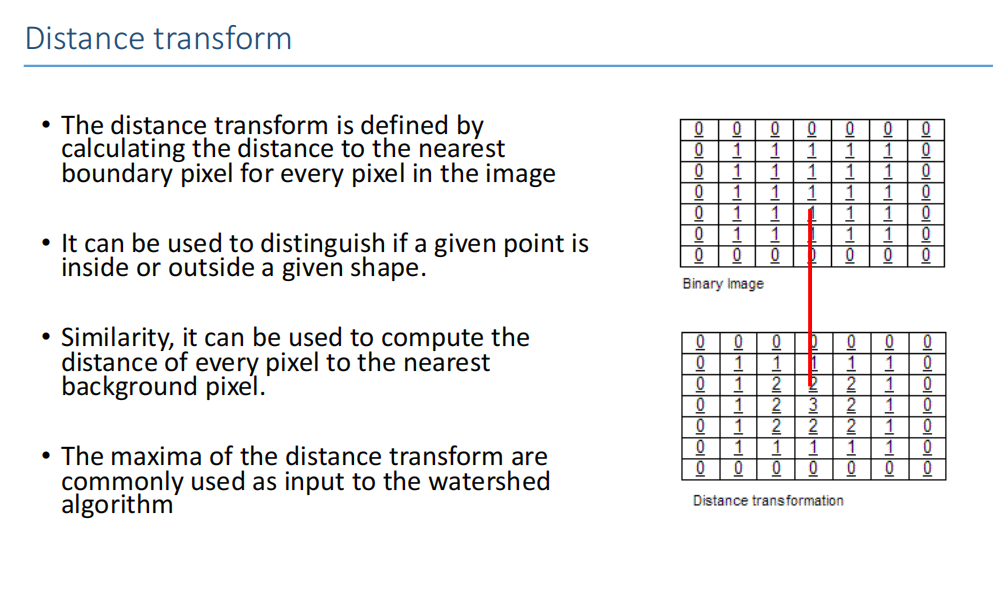 Distance transform
• The distance transform is defined by
calculating the distance to the nearest
boundary pixel for every pixel in the image
• It can be used to distinguish if a given point is
inside or outside a given shape.
• Similarity, it can be used to compute the
distance of every pixel to the nearest
background pixel.
• The maxima of the distance transform are
commonly used as input to the watershed
algorithm
0 0 0 0 0 0 0
0 1 1 1 1 1 0
0 1 1 1 1 1 0
0 1 1 1 1 1 0
0 1 1 1 1 1 0
0 1 1 1 1 1 0
0 0 0 0 0 0 0
Binary Image
0 0 0 0 0 0 0
0 1 1 1 1 1 0
0 1 2 2 2 1 0
0 1 2 3 2 1 0
0 1 2 2 2 1 0
0 1 1 1 1 1 0
0 0 0 0 0 0 0
Distance transformation